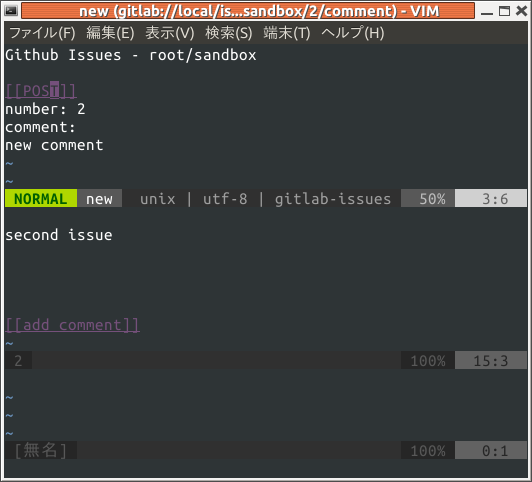 new (gitlab://local/is...sandbox/2/comment) - VIM
ファイル(F) 編集(E) 表示(V) 検索(S) 端末(T) ヘルプ(H)
Github Issues - root/sandbox
[[POST]]
number: 2
comment:
new comment
~
~
NORMAL new unix | utf-8 | gitlab-issues 50% 3:6
second issue
[[add comment]]
~
2 100% 15:3
~
~
~
[無名] 100% 0:1